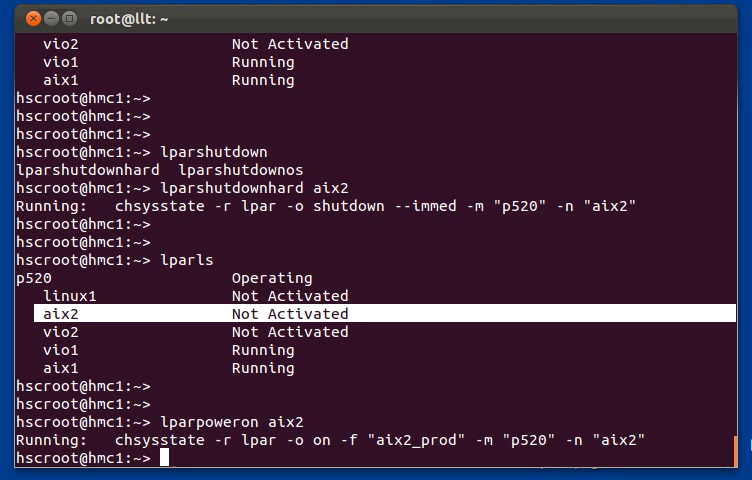 root@llt: ~
vio2 Not Activated
vio1 Running
aix1 Running
hscroot@hmc1:~>
hscroot@hmc1:~>
hscroot@hmc1:~>
hscroot@hmc1:~> lparshutdown
lparshutdownhard lparshutdownos
hscroot@hmc1:~> lparshutdownhard aix2
Running: chsysstate -r lpar -o shutdown --immed -m "p520" -n "aix2"
hscroot@hmc1:~>
hscroot@hmc1:~>
hscroot@hmc1:~> lparls
p520 Operating
linux1 Not Activated
aix2 Not Activated
vio2 Not Activated
vio1 Running
aix1 Running
hscroot@hmc1:~>
hscroot@hmc1:~>
hscroot@hmc1:~> lparpoweron aix2
Running: chsysstate -r lpar -o on -f "aix2_prod" -m "p520" -n "aix2"
hscroot@hmc1:~>